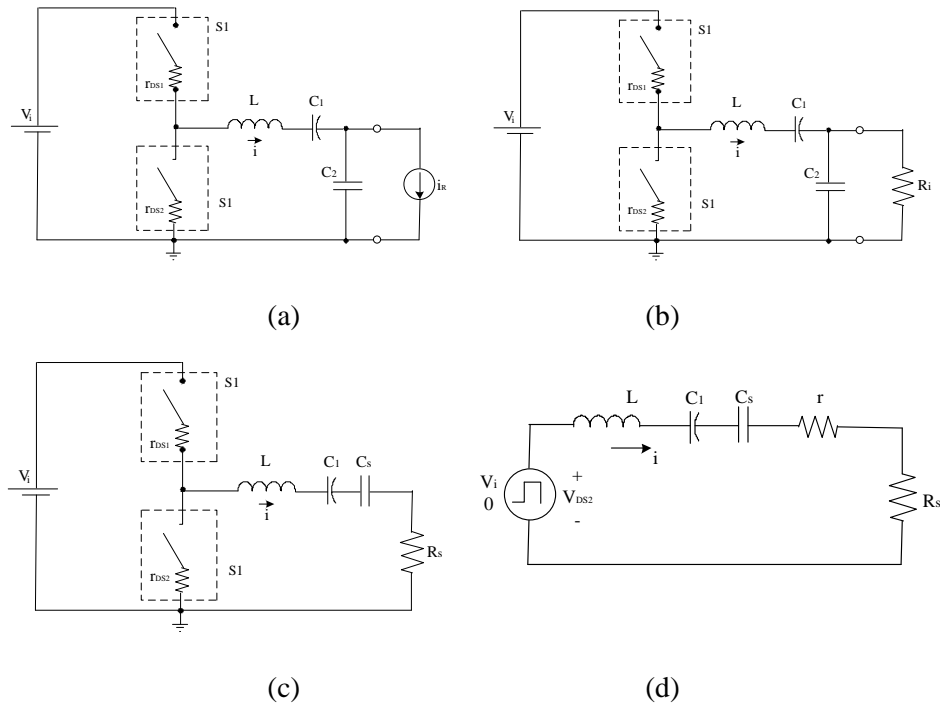 S1
rDS1
Vi
L
C1
i
C2
iR
rDS2
S1
(a)
S1
rDS1
Vi
L
C1
i
C2
Ri
rDS2
S1
(b)
S1
rDS1
Vi
L
C1
Cs
i
Rs
rDS2
S1
(c)
L
C1
Cs
r
i
Vi
0
+
VDS2
-
Rs
(d)